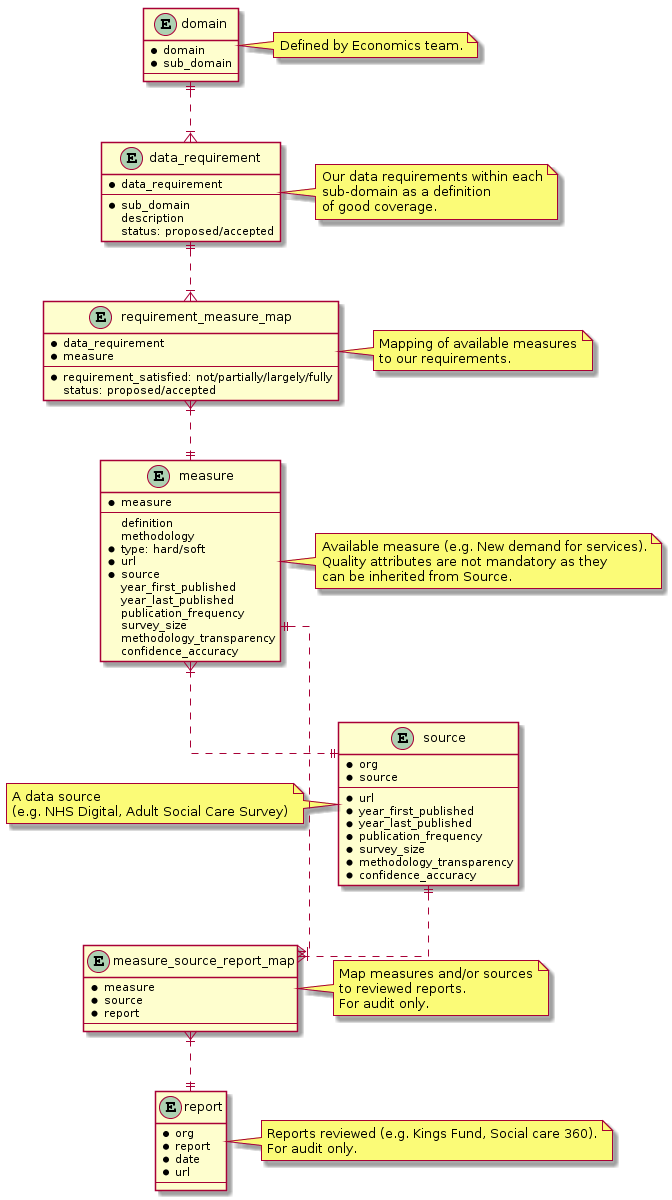 E domain
domain
sub_domain
Defined by Economics team.
E data_requirement
data_requirement
sub_domain
description
status: proposed/accepted
Our data requirements within each
sub-domain as a definition
of good coverage.
E requirement_measure_map
data_requirement
measure
requirement_satisfied: not/partially/largely/fully
status: proposed/accepted
Mapping of available measures
to our requirements.
E measure
measure
definition
methodology
type: hard/soft
url
source
year_first_published
year_last_published
publication_frequency
survey_size
methodology_transparency
confidence_accuracy
Available measure (e.g. New demand for services).
Quality attributes are not mandatory as they
can be inherited from Source.
E source
org
source
url
year_first_published
year_last_published
publication_frequency
survey_size
methodology_transparency
confidence_accuracy
A data source
(e.g. NHS Digital, Adult Social Care Survey)
E measure_source_report_map
measure
source
report
Map measures and/or sources
to reviewed reports.
For audit only.
E report
org
report
date
url
Reports reviewed (e.g. Kings Fund, Social care 360).
For audit only.